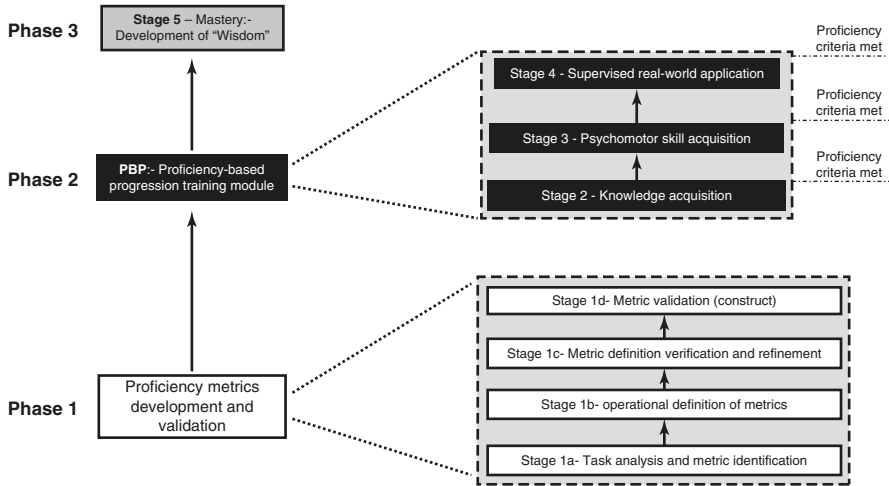 Phase 3
Stage 5 – Mastery:-
Development of “Wisdom”
Proficiency
criteria met
Stage 4 - Supervised real-world application
Proficiency
criteria met
Stage 3 - Psychomotor skill acquisition
Phase 2
PBP:- Proficiency-based
progression training module
Proficiency
criteria met
Stage 2 - Knowledge acquisition
Stage 1d- Metric validation (construct)
Stage 1c- Metric definition verification and refinement
Phase 1
Proficiency metrics
development and
validation
Stage 1b- operational definition of metrics
Stage 1a- Task analysis and metric identification